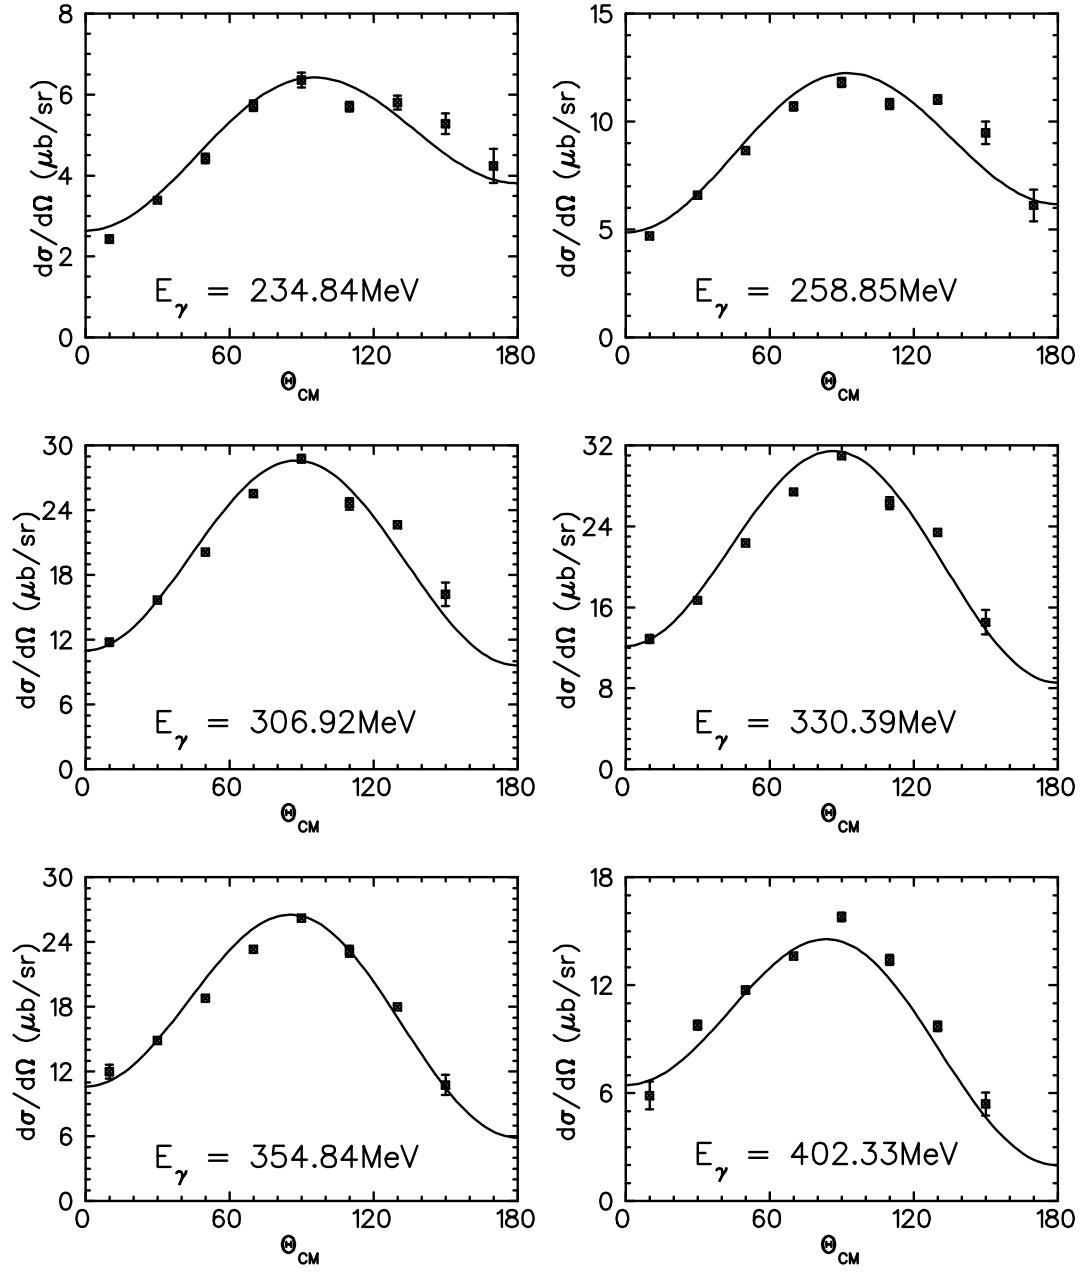 8
6
4
2
0
dσ/dΩ (μb/sr)
E_γ = 234.84MeV
0 60 120 180
Θ_CM
15
10
5
0
dσ/dΩ (μb/sr)
E_γ = 258.85MeV
0 60 120 180
Θ_CM
30
24
18
12
6
0
dσ/dΩ (μb/sr)
E_γ = 306.92MeV
0 60 120 180
Θ_CM
32
24
16
8
0
dσ/dΩ (μb/sr)
E_γ = 330.39MeV
0 60 120 180
Θ_CM
30
24
18
12
6
0
dσ/dΩ (μb/sr)
E_γ = 354.84MeV
0 60 120 180
Θ_CM
18
12
6
0
dσ/dΩ (μb/sr)
E_γ = 402.33MeV
0 60 120 180
Θ_CM